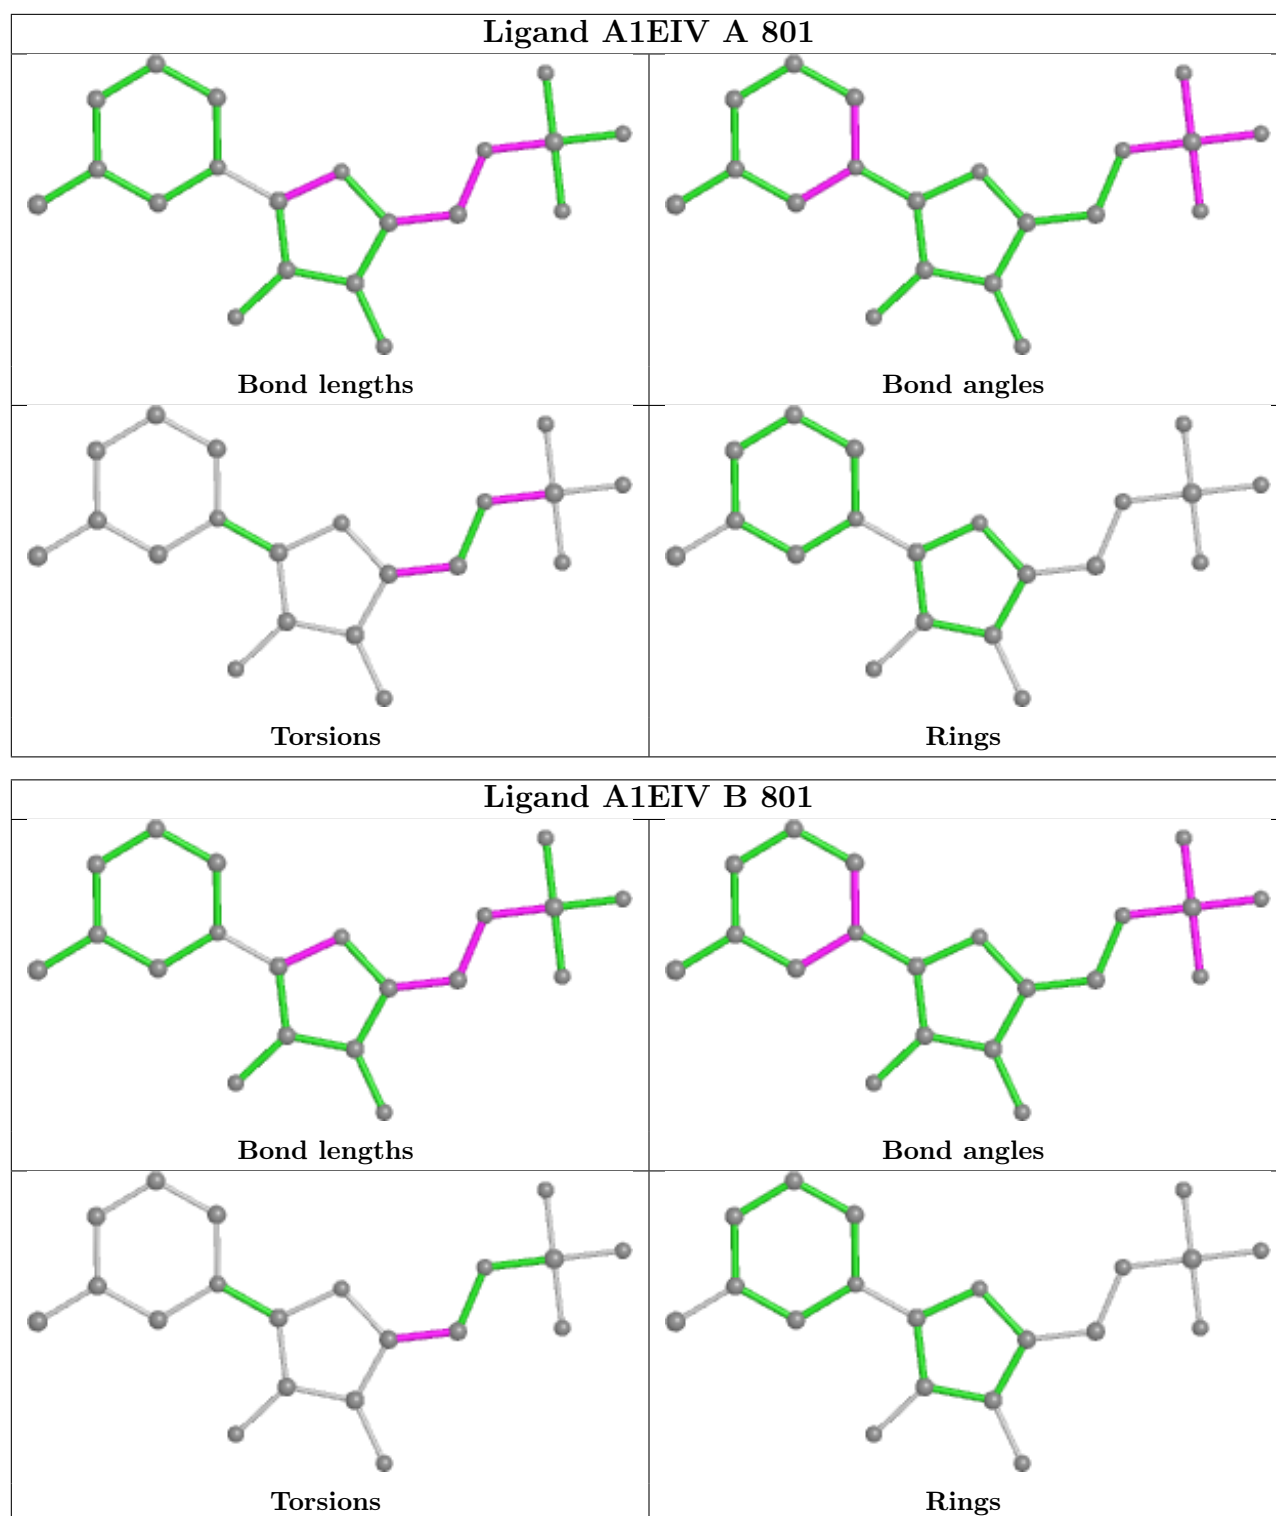 Ligand A1EIV A 801
Bond lengths
Bond angles
Torsions
Rings
Ligand A1EIV B 801
Bond lengths
Bond angles
Torsions
Rings